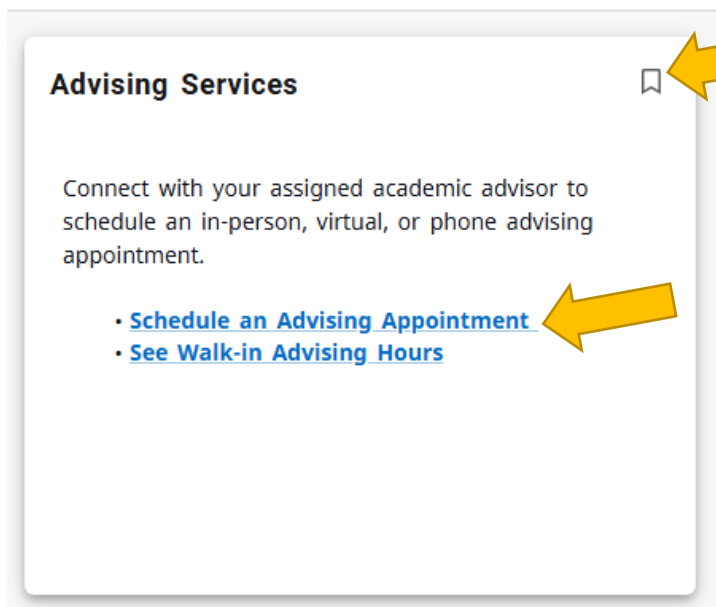 Advising Services
Connect with your assigned academic advisor to
schedule an in-person, virtual, or phone advising
appointment.
• Schedule an Advising Appointment
• See Walk-in Advising Hours